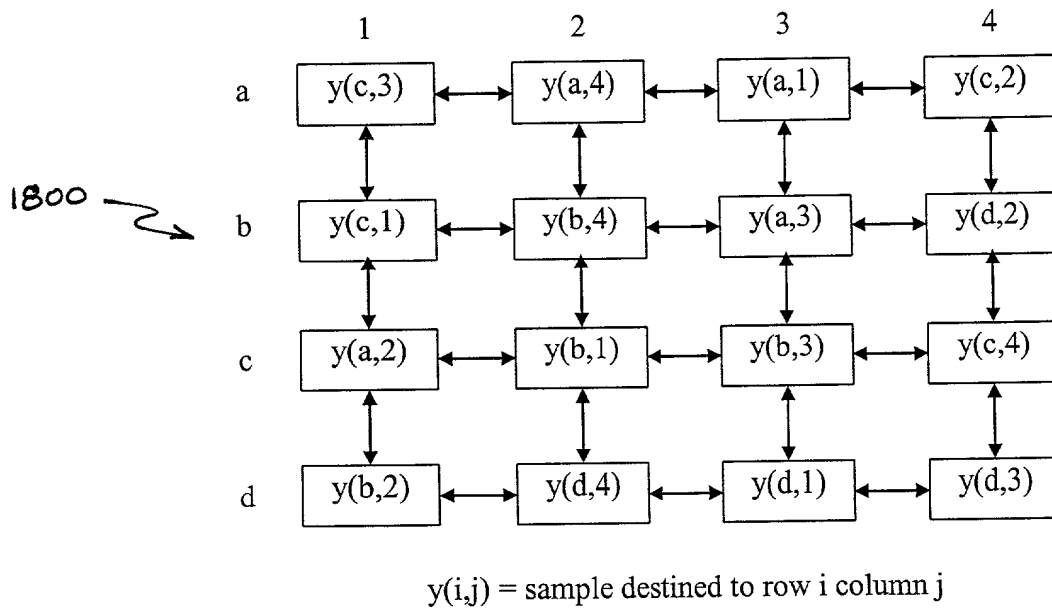 1 2 3 4
a y(c,3) y(a,4) y(a,1) y(c,2)
1800
b y(c,1) y(b,4) y(a,3) y(d,2)
c y(a,2) y(b,1) y(b,3) y(c,4)
d y(b,2) y(d,4) y(d,1) y(d,3)
y(i,j) = sample destined to row i column j